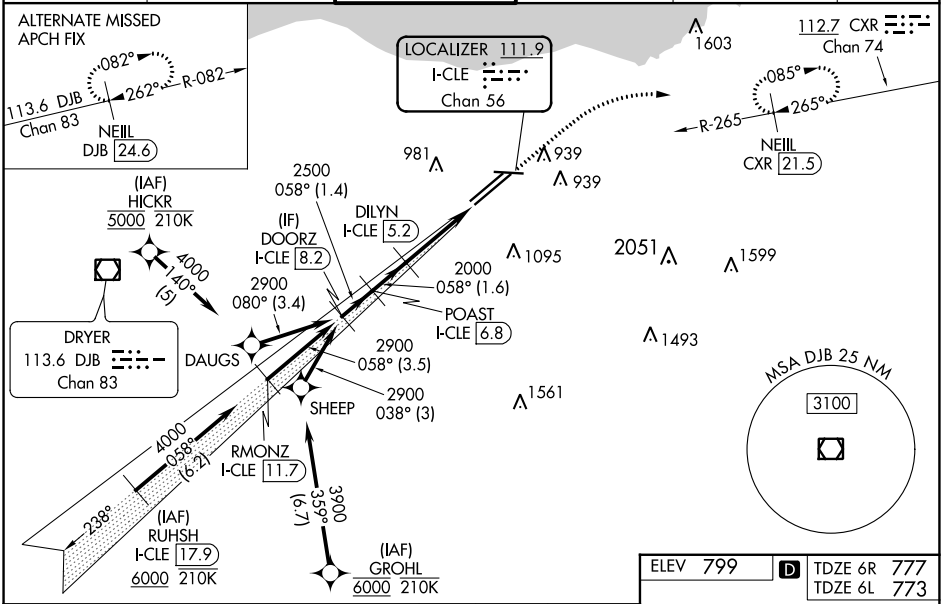 ALTERNATE MISSED
APCH FIX
082°
262°
R-082
113.6 DJB
Chan 83
NEIIL
DJB 24.6
LOCALIZER 111.9
I-CLE
Chan 56
1603
112.7 CXR
Chan 74
085°
265°
R-265
NEIIL
CXR 21.5
981
939
939
(IAF)
HICKR
5000 210K
4000
140°
(5)
2500
058° (1.4)
(IF)
DOORZ
I-CLE 8.2
DILYN
I-CLE 5.2
1095
2051
1599
2900
080° (3.4)
2000
058° (1.6)
POAST
I-CLE 6.8
DRYER
113.6 DJB
Chan 83
DAUGS
2900
058° (3.5)
1493
2900
038° (3)
SHEEP
1561
MSA DJB 25 NM
3100
4000
058°
(6.2)
RMONZ
I-CLE 11.7
238°
(IAF)
RUHSH
I-CLE 17.9
6000 210K
3900
359°
(6.7)
(IAF)
GROHL
6000 210K
ELEV 799
D
TDZE 6R 777
TDZE 6L 773